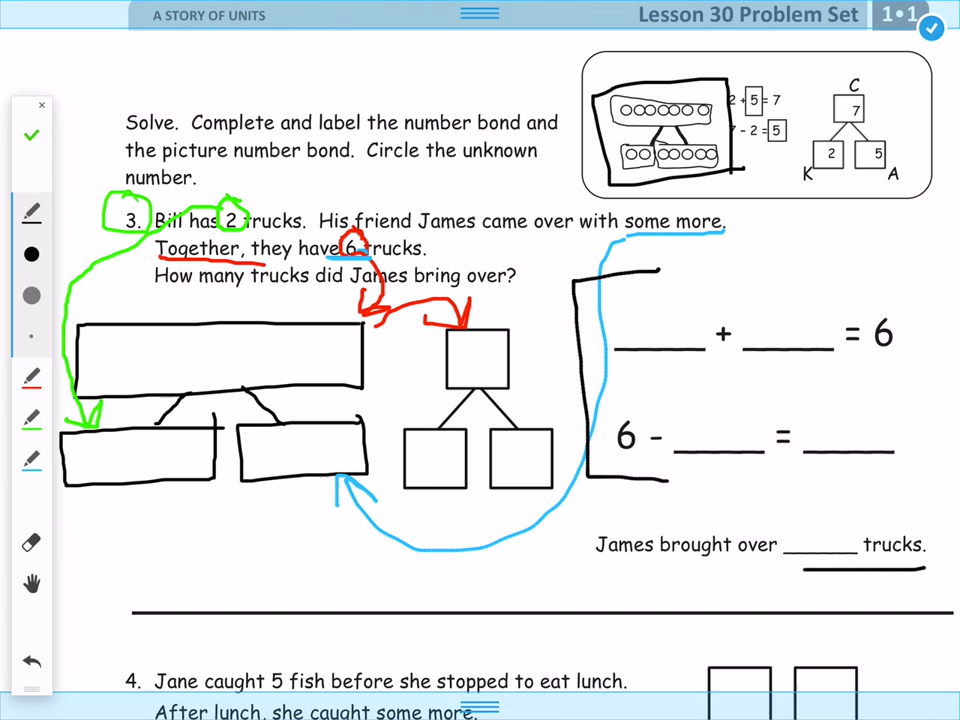 A STORY OF UNITS
Lesson 30 Problem Set
1•1
Solve. Complete and label the number bond and
the picture number bond. Circle the unknown
number.
2 + 5 = 7
- 2 = 5
C
7
2
5
K
A
3. Bill has 2 trucks. His friend James came over with some more.
Together, they have 6 trucks.
How many trucks did James bring over?
_____ + _____ = 6
6 - _____ = _____
James brought over ______ trucks.
4. Jane caught 5 fish before she stopped to eat lunch.
After lunch, she caught some more.